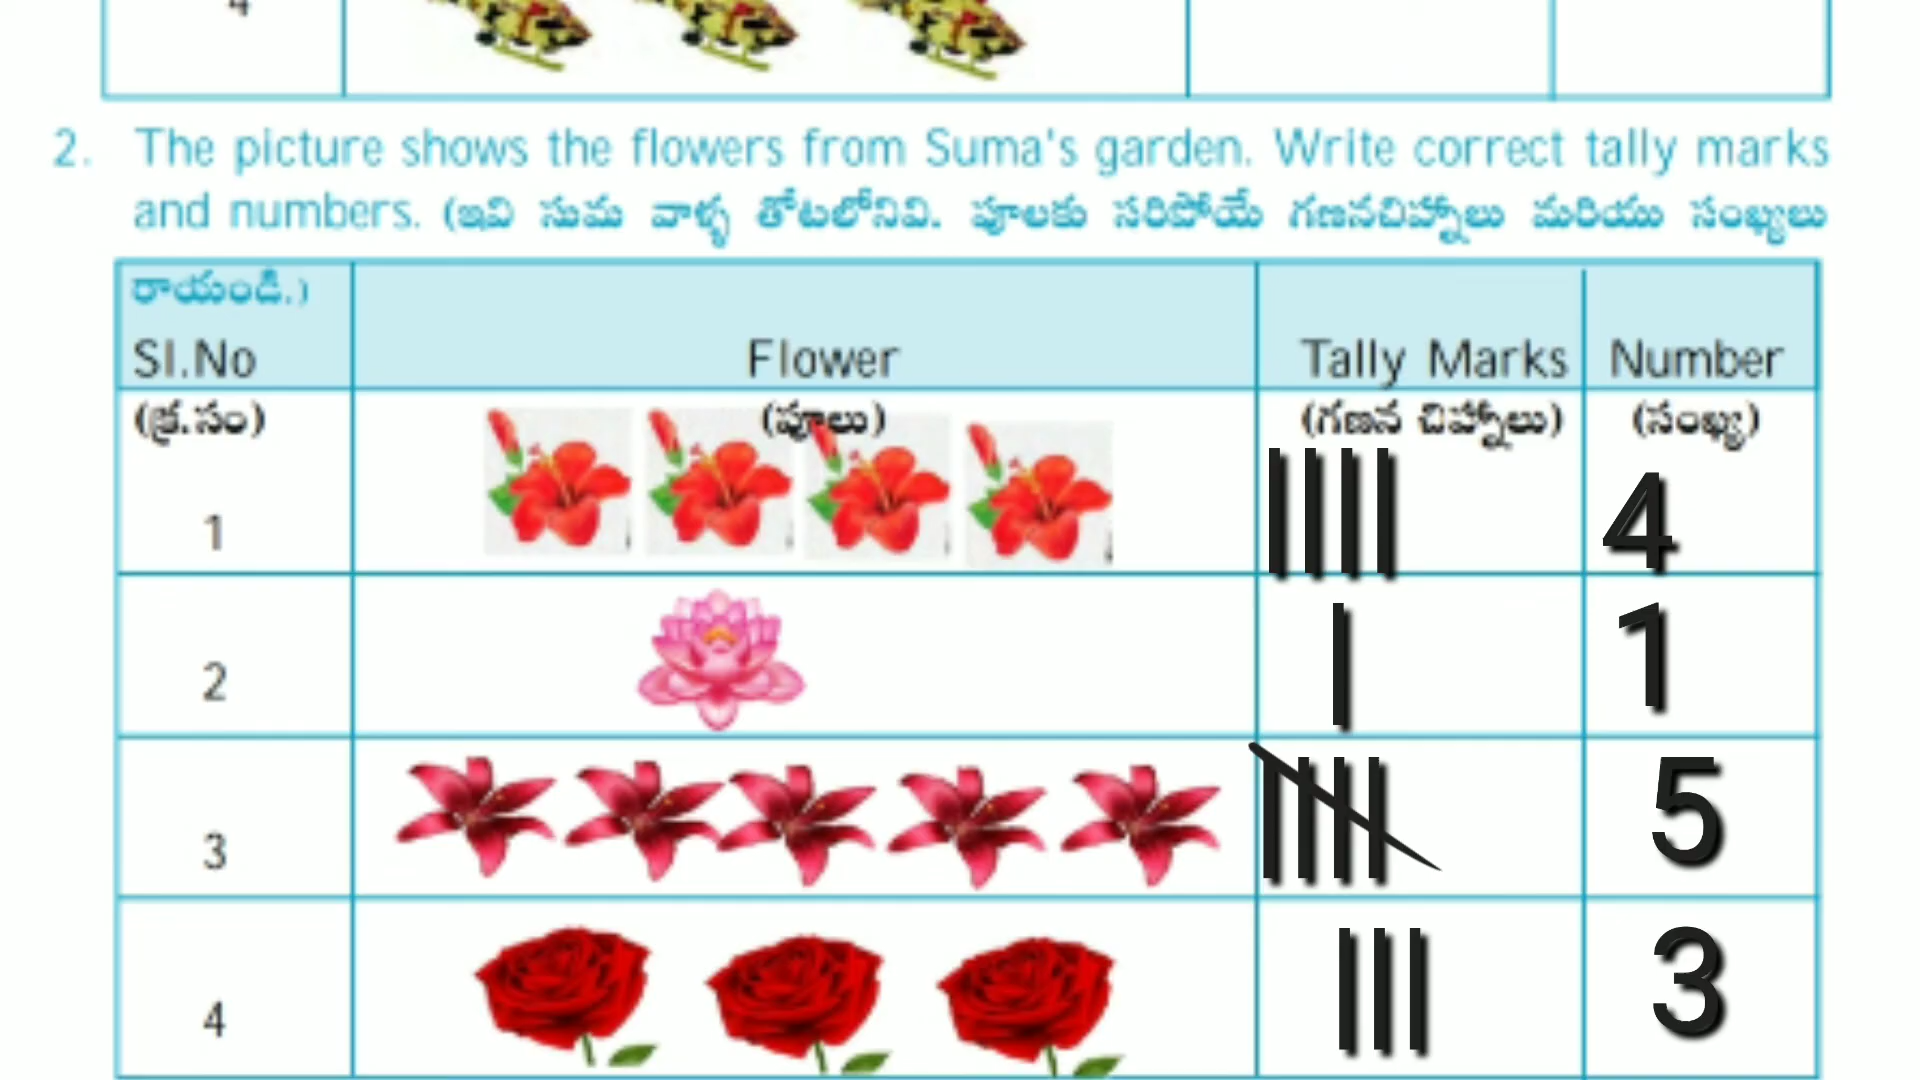 4
2. The picture shows the flowers from Suma's garden. Write correct tally marks
and numbers. (ఇవి సుమ వాళ్ళ తోటలోనివి. పూలకు సరిపోయే గణనచిహ్నాలు మరియు సంఖ్యలు
రాయండి.)
Sl.No Flower Tally Marks Number
(క్ర.సం) (పూలు) (గణన చిహ్నాలు) (సంఖ్య)
1 |||| 4
2 | 1
3 5
4 ||| 3